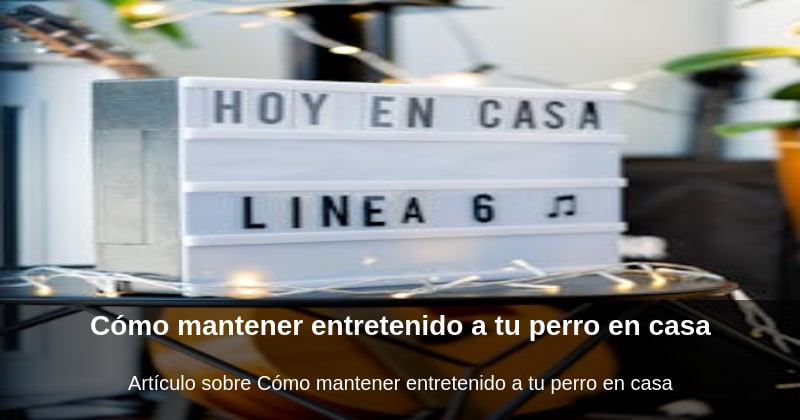 HOY EN CASA
LINEA 6 ♫
Cómo mantener entretenido a tu perro en casa
Artículo sobre Cómo mantener entretenido a tu perro en casa